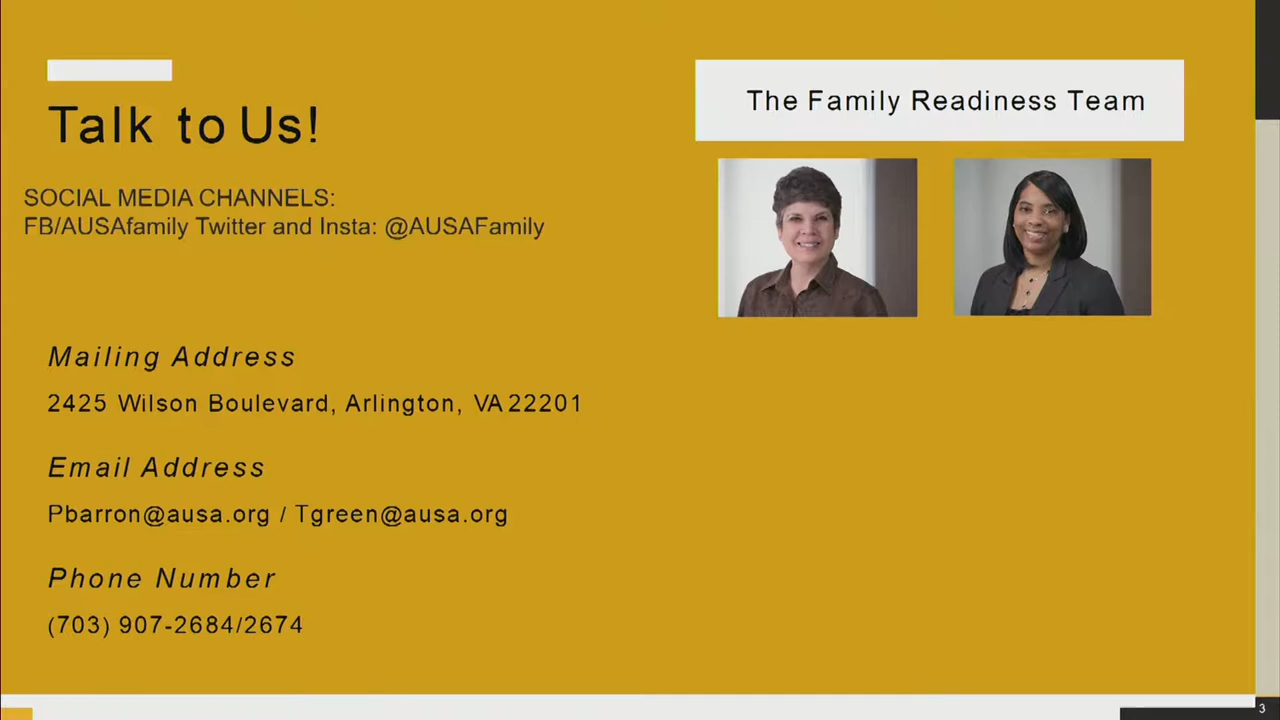 Talk to Us!
SOCIAL MEDIA CHANNELS:
FB/AUSAfamily Twitter and Insta: @AUSAFamily
Mailing Address
2425 Wilson Boulevard, Arlington, VA 22201
Email Address
Pbarron@ausa.org / Tgreen@ausa.org
Phone Number
(703) 907-2684/2674
The Family Readiness Team
3